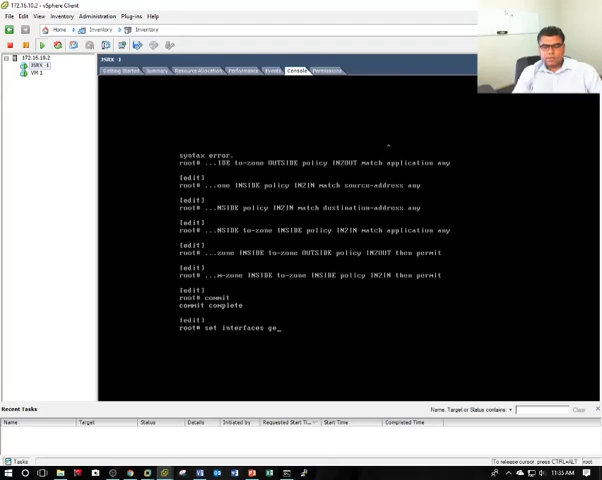 172.16.10.2 - vSphere Client
File Edit View Inventory Administration Plug-ins Help
Home Inventory Inventory
172.16.10.2
JSRX -1
VM 1
JSRX -1
Getting Started Summary Resource Allocation Performance Events Console Permissions
^
syntax error.
root# ...IDE to-zone OUTSIDE policy IN2OUT match application any
[edit]
root# ...one INSIDE policy IN2IN match source-address any
[edit]
root# ...NSIDE policy IN2IN match destination-address any
[edit]
root# ...NSIDE to-zone INSIDE policy IN2IN match application any
[edit]
root# ...zone INSIDE to-zone OUTSIDE policy IN2OUT then permit
[edit]
root# ...m-zone INSIDE to-zone INSIDE policy IN2IN then permit
[edit]
root# commit
commit complete
[edit]
root# set interfaces ge_
Recent Tasks
Name, Target or Status contains: Clear
Name Target Status Details Initiated by Requested Start Ti... Start Time Completed Time
Tasks
To release cursor, press CTRL+ALT root
11:35 AM